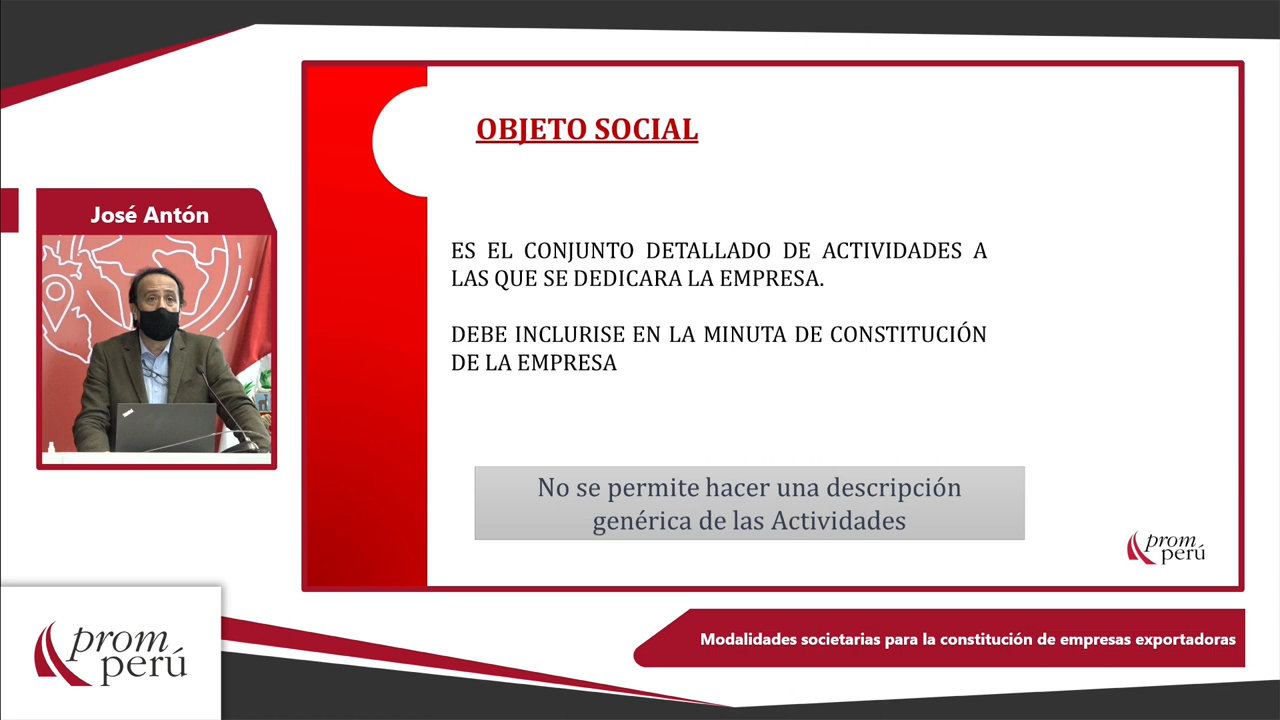 José Antón
OBJETO SOCIAL
ES EL CONJUNTO DETALLADO DE ACTIVIDADES A
LAS QUE SE DEDICARA LA EMPRESA.
DEBE INCLURISE EN LA MINUTA DE CONSTITUCIÓN
DE LA EMPRESA
No se permite hacer una descripción
genérica de las Actividades
prom
perú
Modalidades societarias para la constitución de empresas exportadoras
prom
perú